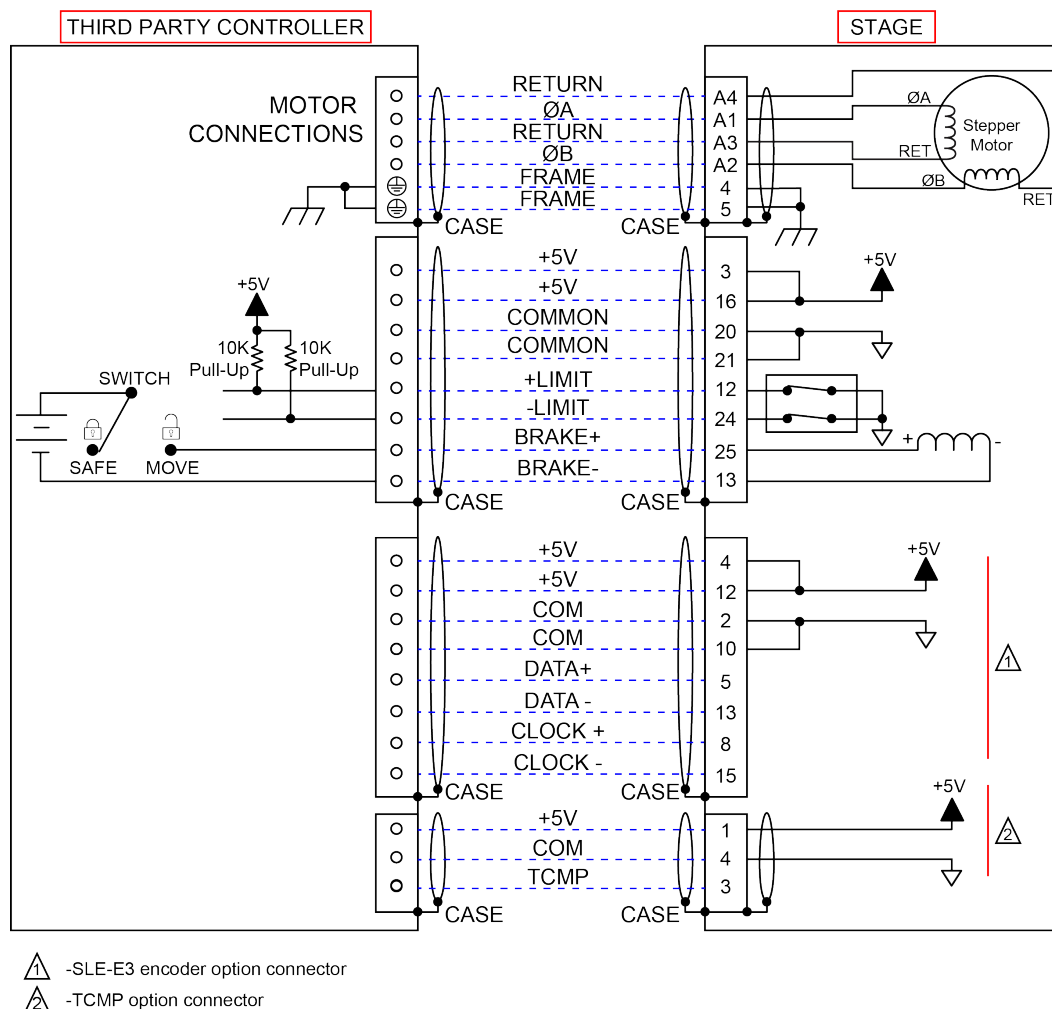 THIRD PARTY CONTROLLER
STAGE
MOTOR
CONNECTIONS
RETURN
ØA
RETURN
ØB
FRAME
FRAME
CASE
CASE
A4
A1
A3
A2
4
5
ØA
Stepper
Motor
RET
ØB
RET
+5V
+5V
COMMON
COMMON
+LIMIT
-LIMIT
BRAKE+
BRAKE-
CASE
CASE
3
16
20
21
12
24
25
13
+5V
+
-
+5V
10K
Pull-Up
10K
Pull-Up
SWITCH
SAFE
MOVE
+5V
+5V
COM
COM
DATA+
DATA -
CLOCK +
CLOCK -
CASE
CASE
4
12
2
10
5
13
8
15
+5V
1
+5V
COM
TCMP
CASE
CASE
1
4
3
+5V
2
1 -SLE-E3 encoder option connector
2 -TCMP option connector